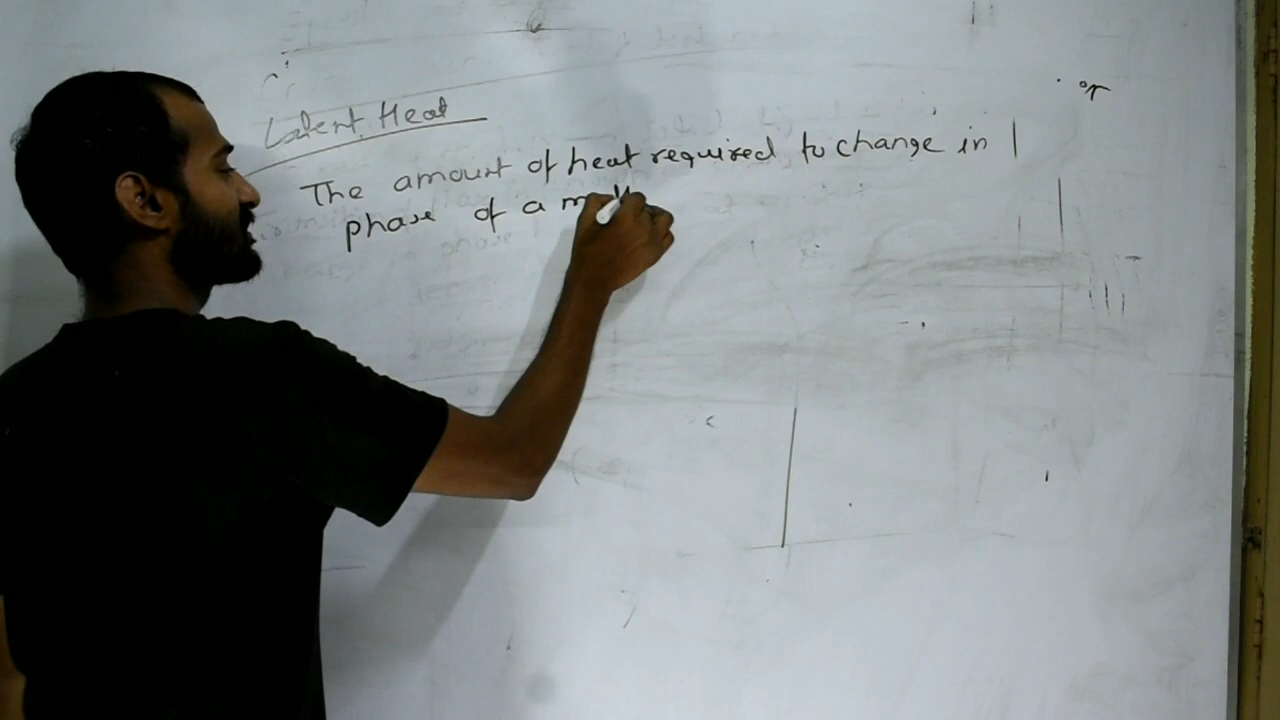 Latent Heat
The amount of heat required to change in
phase of a m